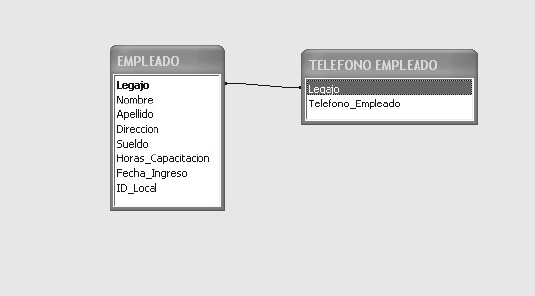 EMPLEADO
Legajo
Nombre
Apellido
Direccion
Sueldo
Horas_Capacitacion
Fecha_Ingreso
ID_Local
TELEFONO EMPLEADO
Legajo
Telefono_Empleado